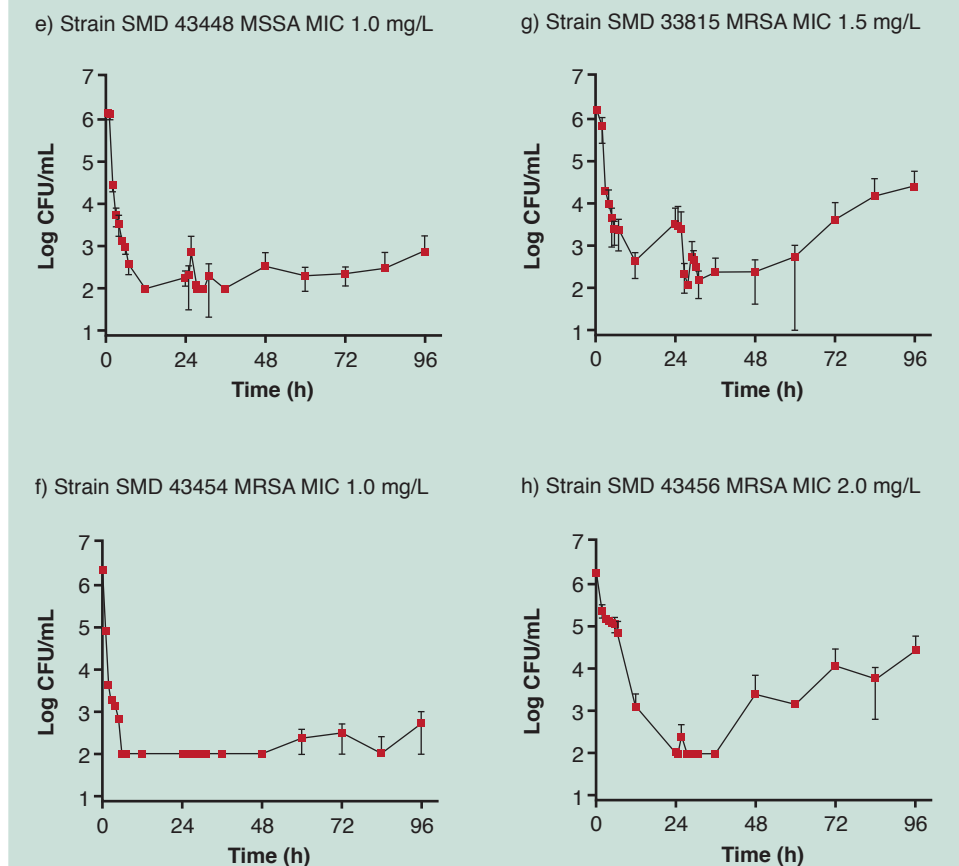 e) Strain SMD 43448 MSSA MIC 1.0 mg/L
7
6
5
4
3
2
1
Log CFU/mL
0 24 48 72 96
Time (h)
g) Strain SMD 33815 MRSA MIC 1.5 mg/L
7
6
5
4
3
2
1
Log CFU/mL
0 24 48 72 96
Time (h)
f) Strain SMD 43454 MRSA MIC 1.0 mg/L
7
6
5
4
3
2
1
Log CFU/mL
0 24 48 72 96
Time (h)
h) Strain SMD 43456 MRSA MIC 2.0 mg/L
7
6
5
4
3
2
1
Log CFU/mL
0 24 48 72 96
Time (h)